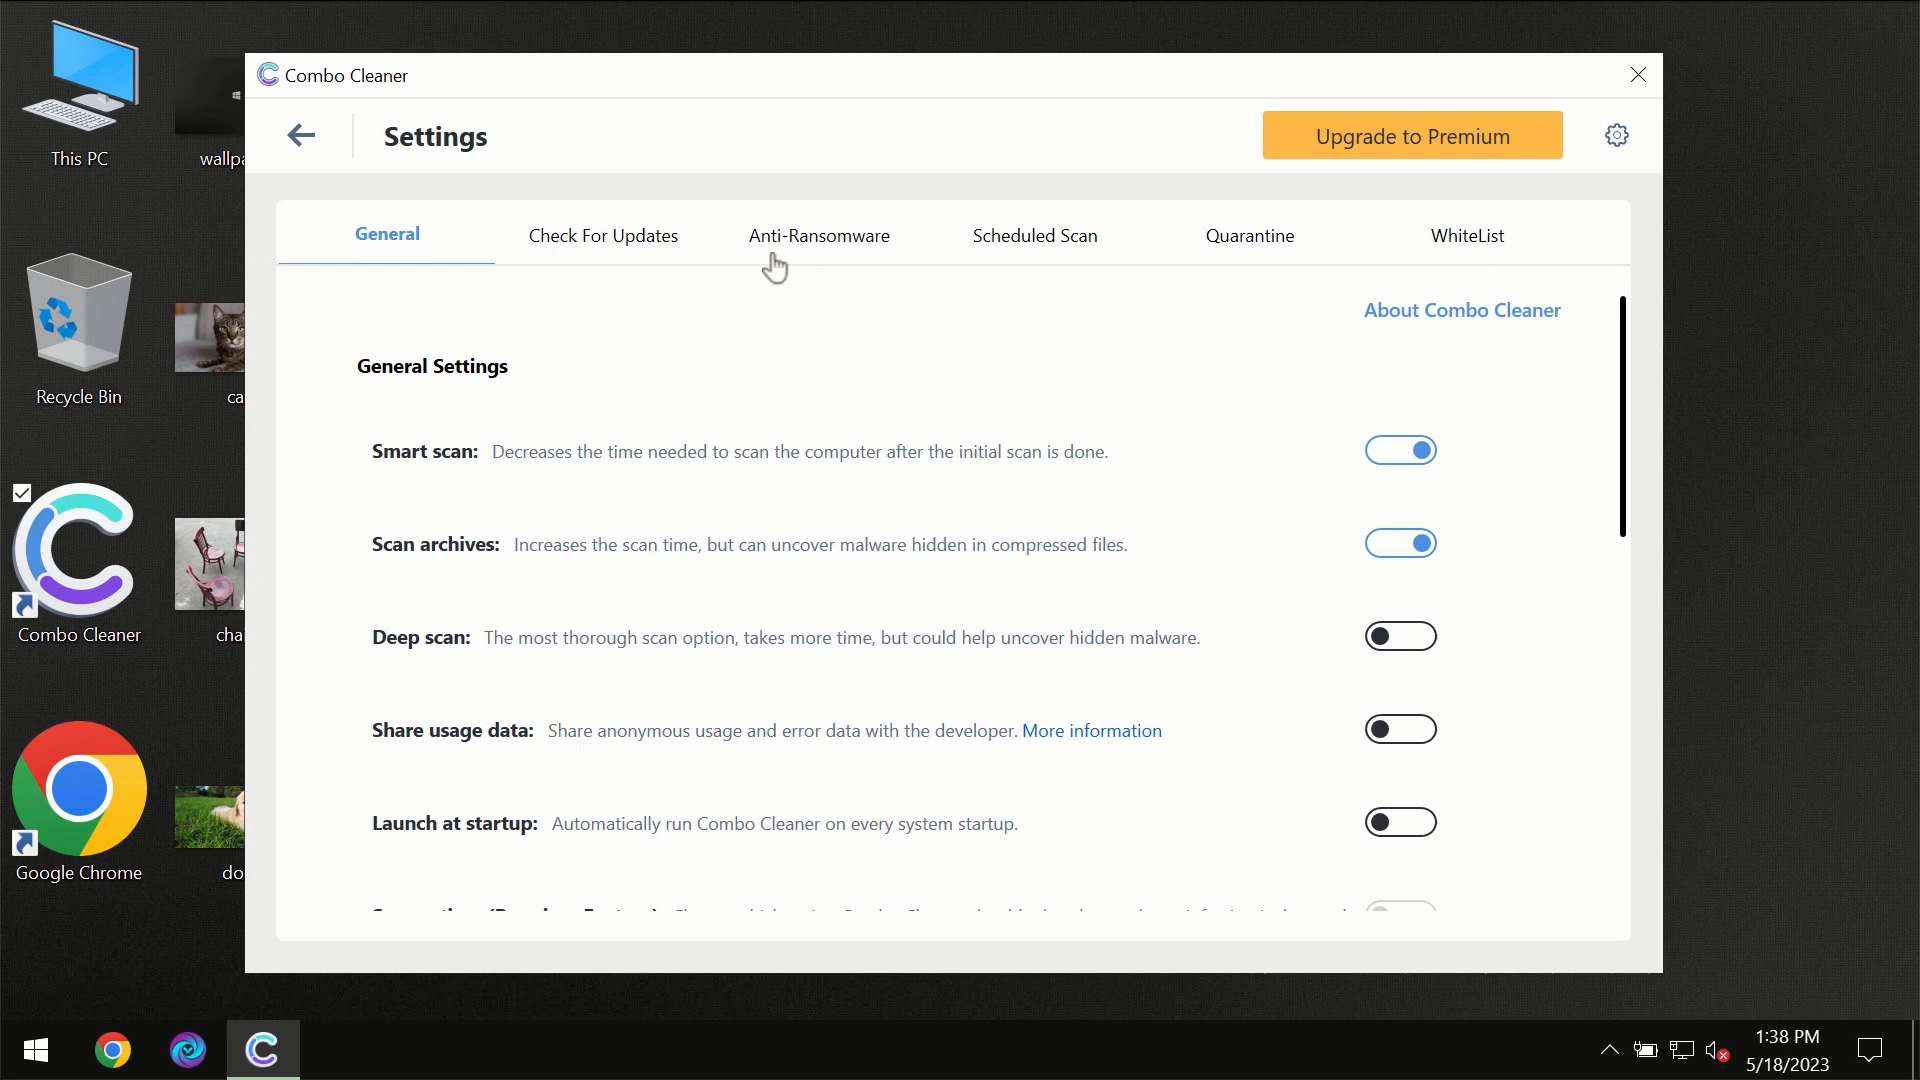 Combo Cleaner
Settings
Upgrade to Premium
General
Check For Updates
Anti-Ransomware
Scheduled Scan
Quarantine
WhiteList
About Combo Cleaner
General Settings
Smart scan: Decreases the time needed to scan the computer after the initial scan is done.
Scan archives: Increases the scan time, but can uncover malware hidden in compressed files.
Deep scan: The most thorough scan option, takes more time, but could help uncover hidden malware.
Share usage data: Share anonymous usage and error data with the developer. More information
Launch at startup: Automatically run Combo Cleaner on every system startup.
This PC
wallpa
Recycle Bin
ca
Combo Cleaner
cha
Google Chrome
do
1:38 PM
5/18/2023